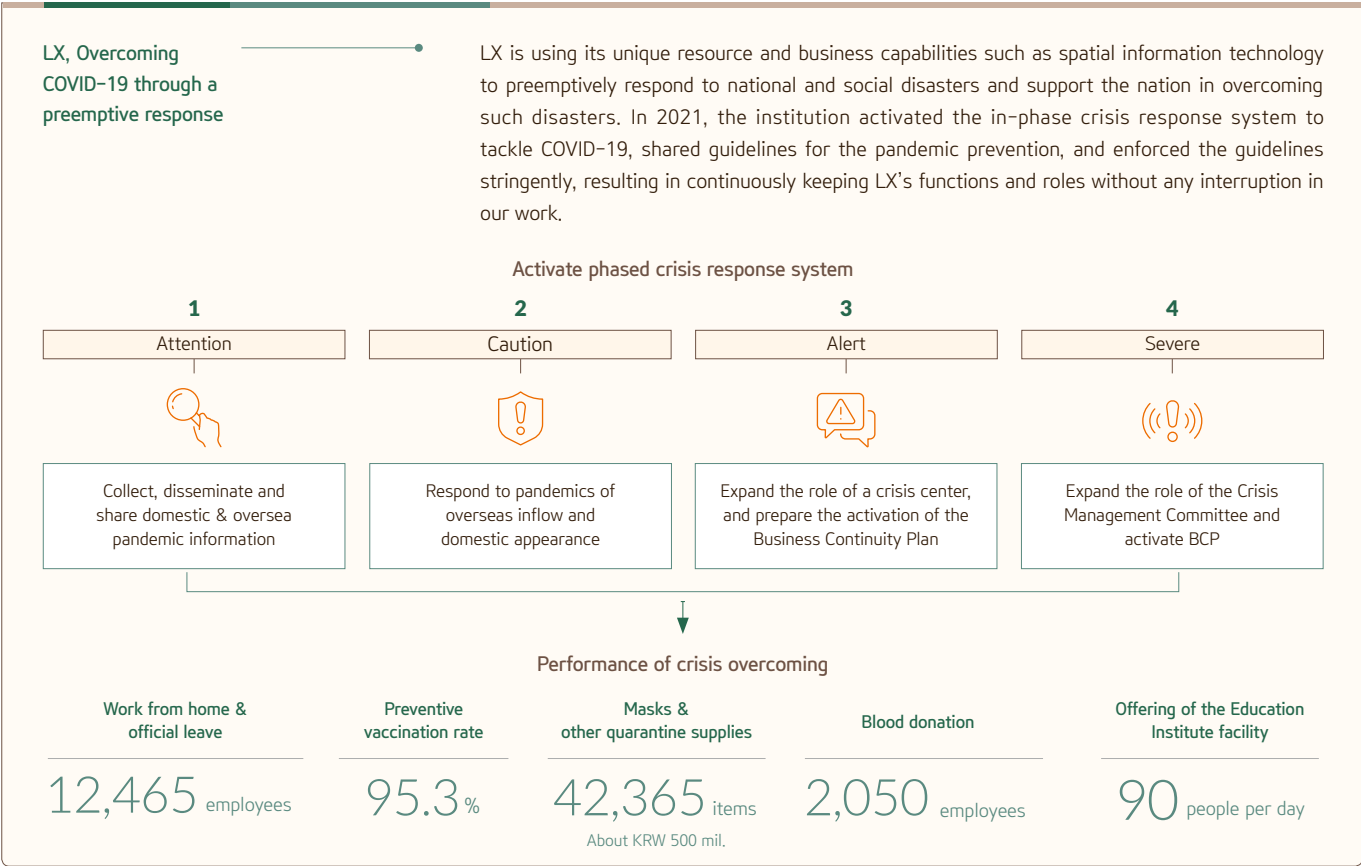 LX, Overcoming
COVID-19 through a
preemptive response
LX is using its unique resource and business capabilities such as spatial information technology
to preemptively respond to national and social disasters and support the nation in overcoming
such disasters. In 2021, the institution activated the in-phase crisis response system to
tackle COVID-19, shared guidelines for the pandemic prevention, and enforced the guidelines
stringently, resulting in continuously keeping LX's functions and roles without any interruption in
our work.
Activate phased crisis response system
1
Attention
Collect, disseminate and
share domestic & oversea
pandemic information
2
Caution
Respond to pandemics of
overseas inflow and
domestic appearance
3
Alert
Expand the role of a crisis center,
and prepare the activation of the
Business Continuity Plan
4
Severe
Expand the role of the Crisis
Management Committee and
activate BCP
Performance of crisis overcoming
Work from home &
official leave
12,465 employees
Preventive
vaccination rate
95.3 %
Masks &
other quarantine supplies
42,365 items
About KRW 500 mil.
Blood donation
2,050 employees
Offering of the Education
Institute facility
90 people per day